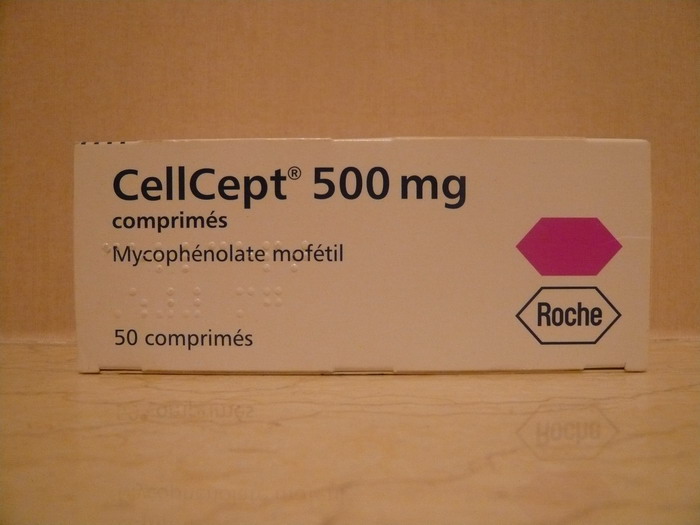 CellCept® 500 mg
comprimés
Mycophénolate mofétil
50 comprimés
Roche